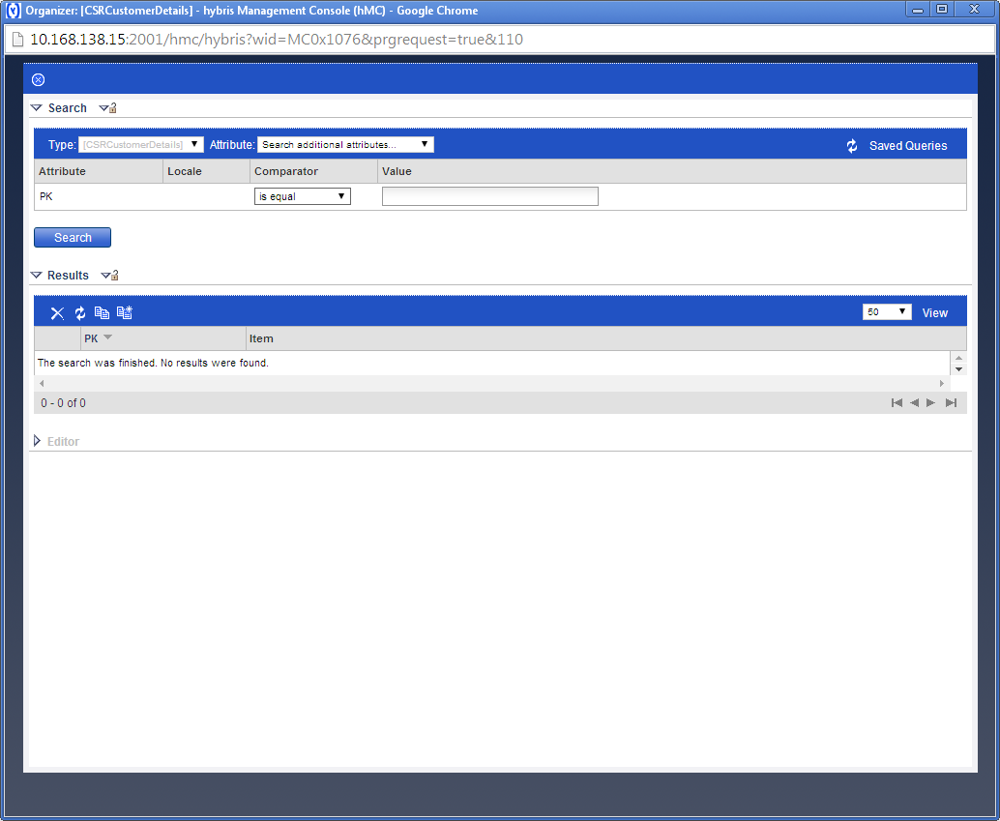 Organizer: [CSRCustomerDetails] - hybris Management Console (hMC) - Google Chrome
10.168.138.15:2001/hmc/hybris?wid=MC0x1076&prgrequest=true&110
Search
Type: [CSRCustomerDetails] Attribute: Search additional attributes... Saved Queries
Attribute Locale Comparator Value
PK is equal
Search
Results
50 View
PK Item
The search was finished. No results were found.
0 - 0 of 0
Editor